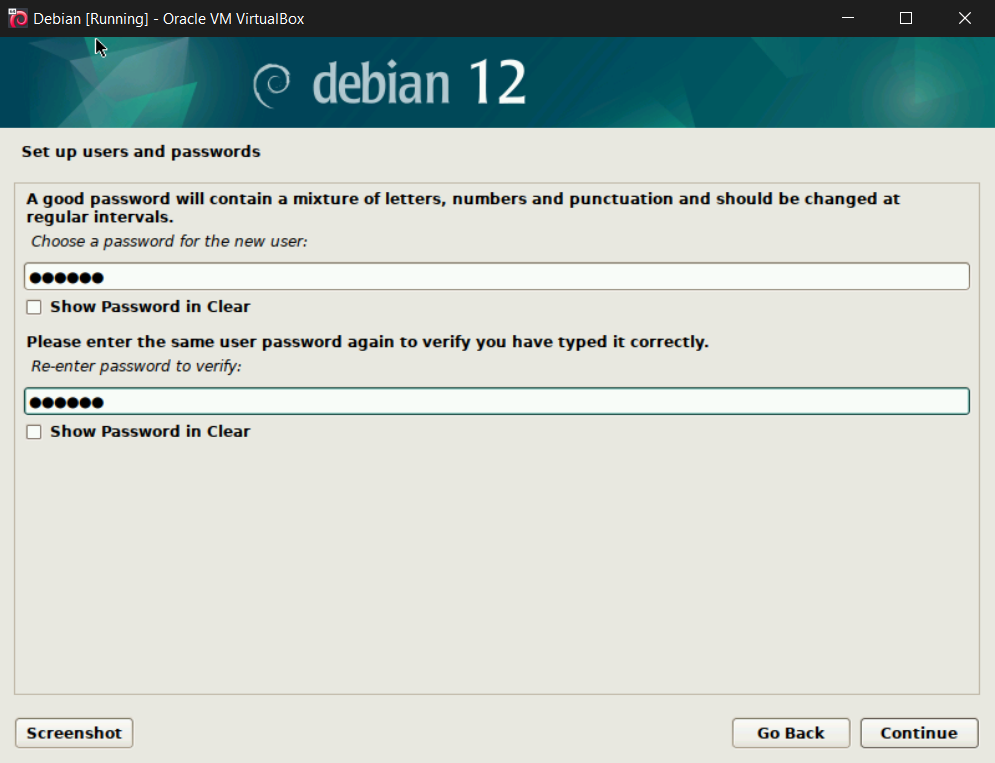 Debian [Running] - Oracle VM VirtualBox
debian 12
Set up users and passwords
A good password will contain a mixture of letters, numbers and punctuation and should be changed at
regular intervals.
Choose a password for the new user:
●●●●●●
Show Password in Clear
Please enter the same user password again to verify you have typed it correctly.
Re-enter password to verify:
●●●●●●
Show Password in Clear
Screenshot
Go Back
Continue